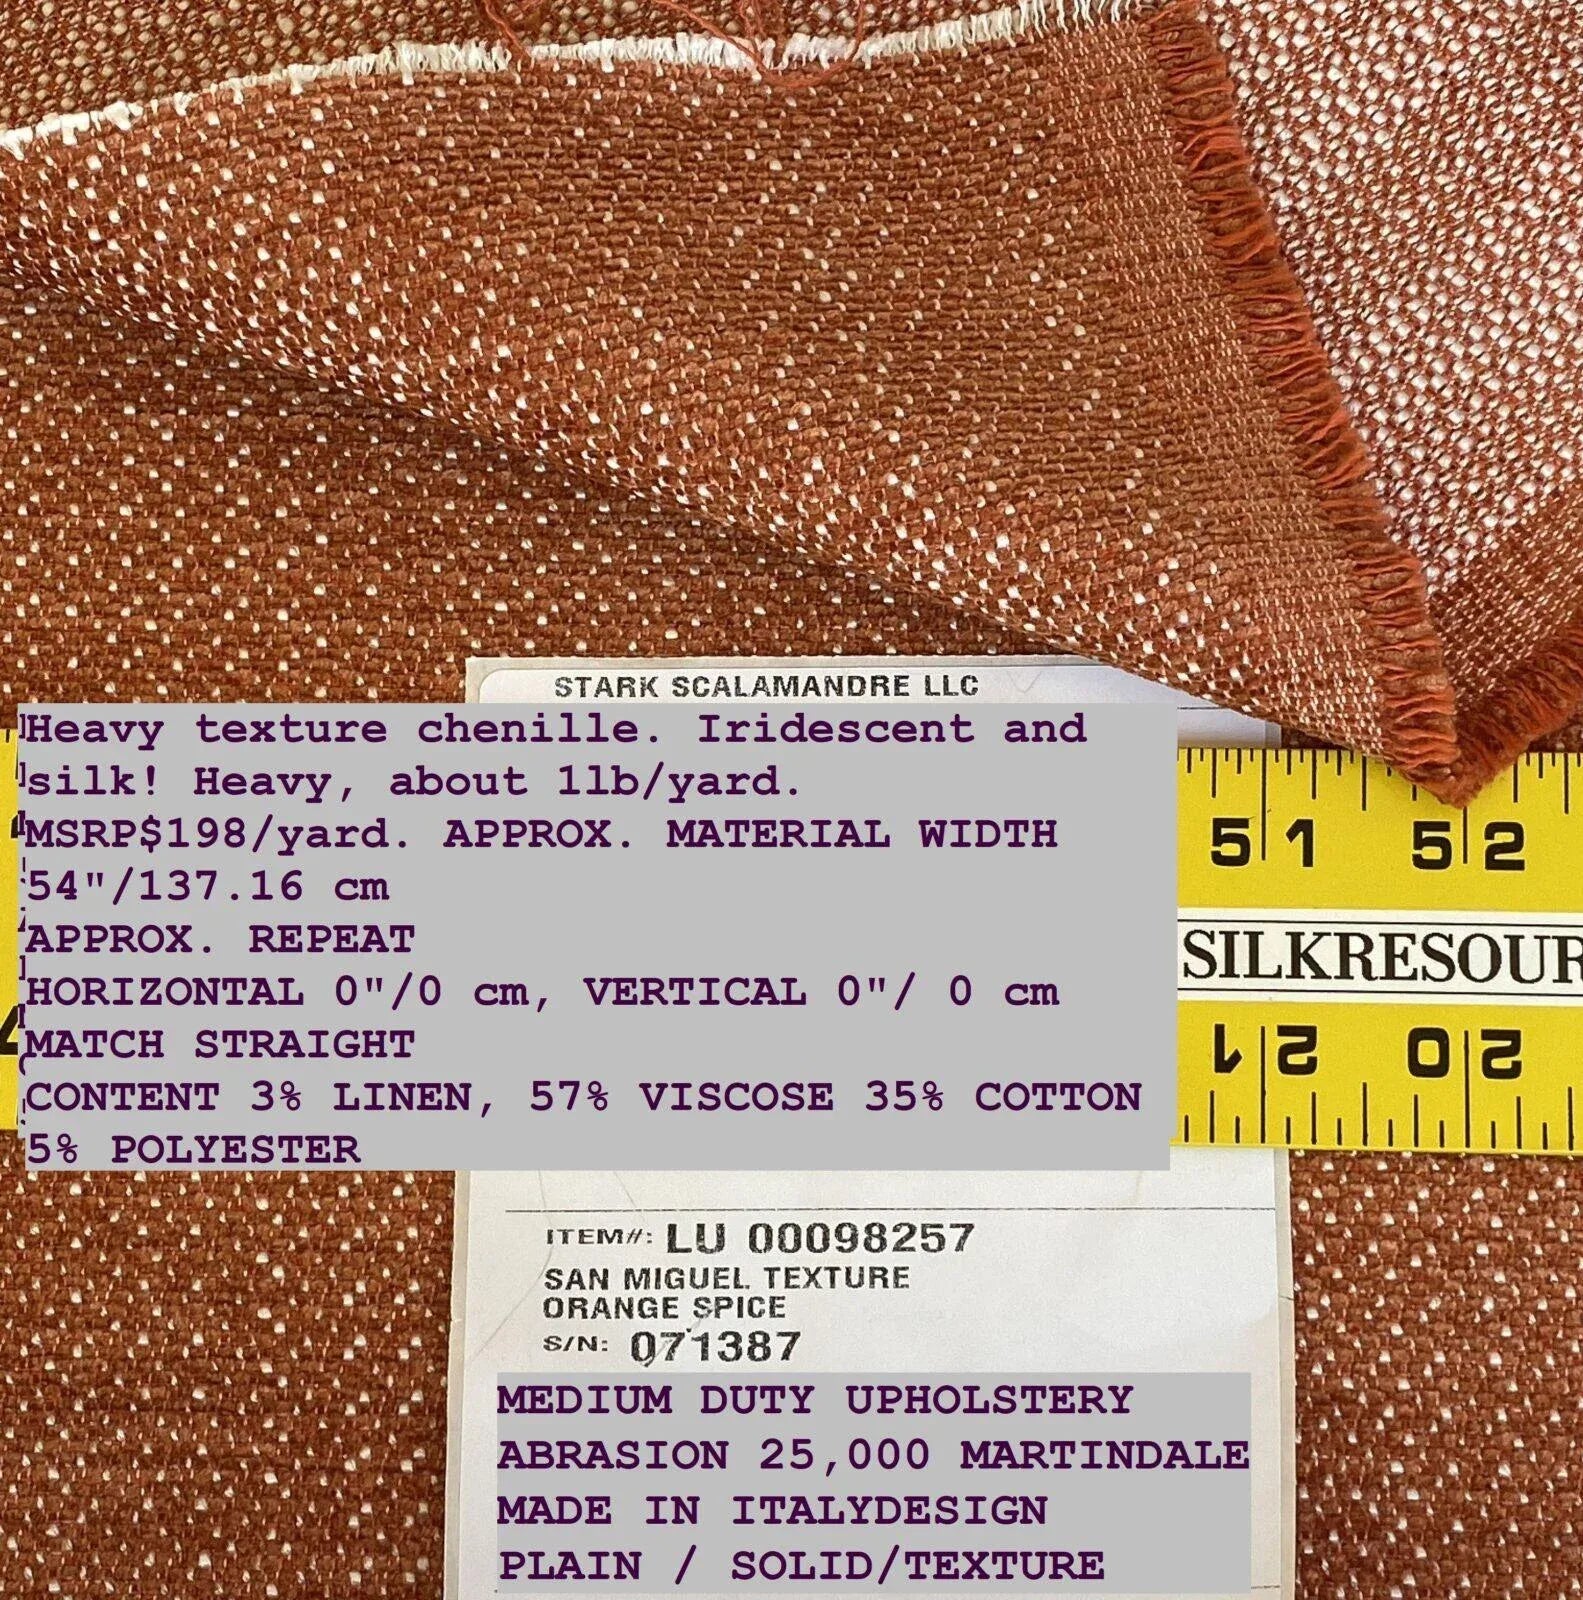 STARK SCALAMANDRE LLC
Heavy texture chenille. Iridescent and
silk! Heavy, about 1lb/yard.
MSRP$198/yard. APPROX. MATERIAL WIDTH
54"/137.16 cm
APPROX. REPEAT
HORIZONTAL 0"/0 cm, VERTICAL 0"/ 0 cm
MATCH STRAIGHT
CONTENT 3% LINEN, 57% VISCOSE 35% COTTON
5% POLYESTER
51 52
SILKRESOUR
21 20
ITEM#: LU 00098257
SAN MIGUEL TEXTURE
ORANGE SPICE
S/N: 071387
MEDIUM DUTY UPHOLSTERY
ABRASION 25,000 MARTINDALE
MADE IN ITALYDESIGN
PLAIN / SOLID/TEXTURE